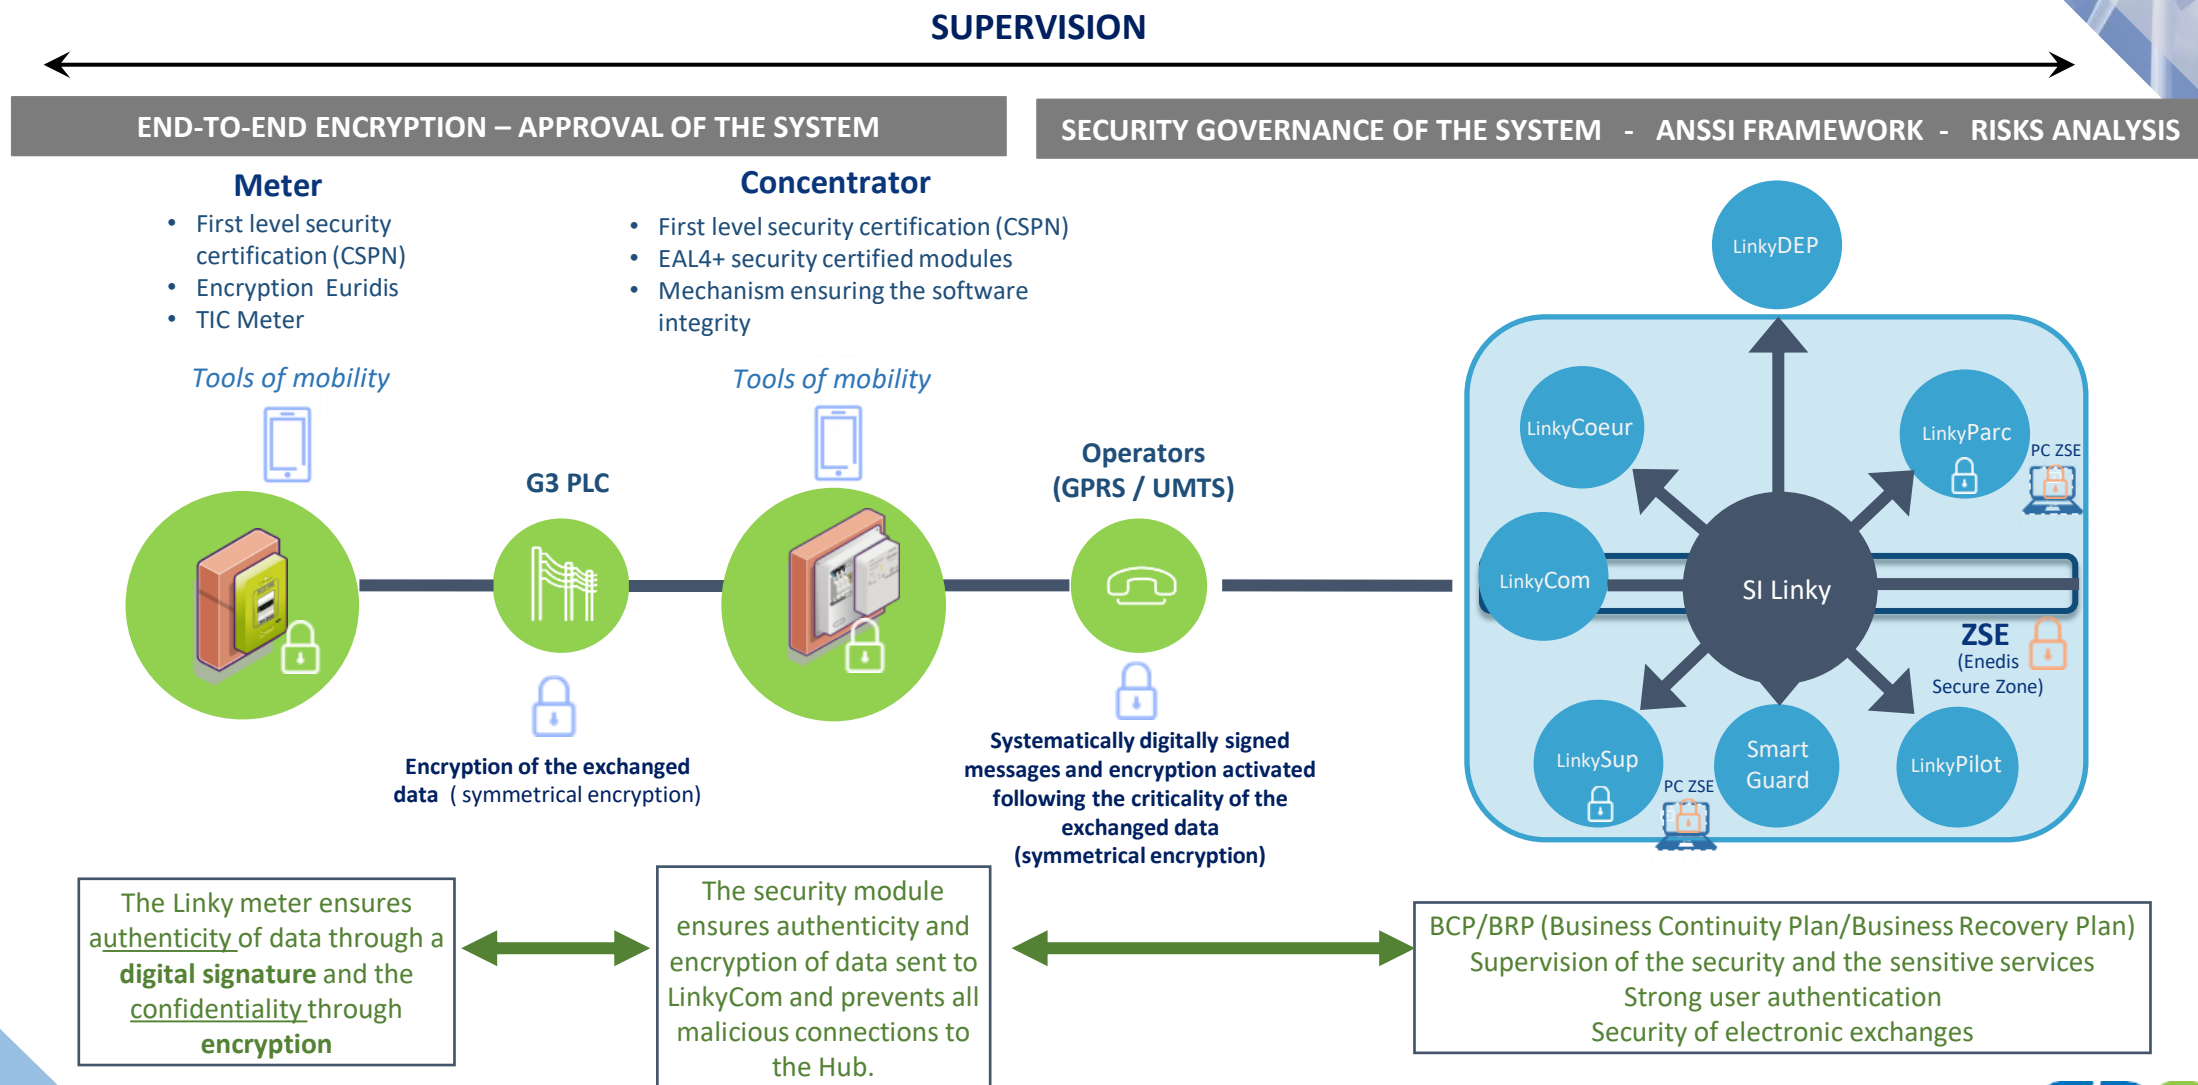 SUPERVISION
END-TO-END ENCRYPTION – APPROVAL OF THE SYSTEM
SECURITY GOVERNANCE OF THE SYSTEM - ANSSI FRAMEWORK - RISKS ANALYSIS
Meter
• First level security
certification (CSPN)
• Encryption Euridis
• TIC Meter
Tools of mobility
Concentrator
• First level security certification (CSPN)
• EAL4+ security certified modules
• Mechanism ensuring the software
integrity
Tools of mobility
G3 PLC
Operators
(GPRS / UMTS)
Encryption of the exchanged
data ( symmetrical encryption)
Systematically digitally signed
messages and encryption activated
following the criticality of the
exchanged data
(symmetrical encryption)
LinkyDEP
LinkyCoeur
LinkyParc
PC ZSE
LinkyCom
SI Linky
ZSE
(Enedis
Secure Zone)
LinkySup
PC ZSE
Smart
Guard
LinkyPilot
The Linky meter ensures
authenticity of data through a
digital signature and the
confidentiality through
encryption
The security module
ensures authenticity and
encryption of data sent to
LinkyCom and prevents all
malicious connections to
the Hub.
BCP/BRP (Business Continuity Plan/Business Recovery Plan)
Supervision of the security and the sensitive services
Strong user authentication
Security of electronic exchanges